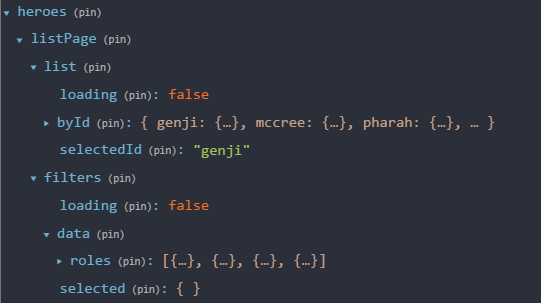 heroes (pin)
listPage (pin)
list (pin)
loading (pin): false
byId (pin): { genji: {…}, mccree: {…}, pharah: {…}, … }
selectedId (pin): "genji"
filters (pin)
loading (pin): false
data (pin)
roles (pin): [{…}, {…}, {…}, {…}]
selected (pin): { }